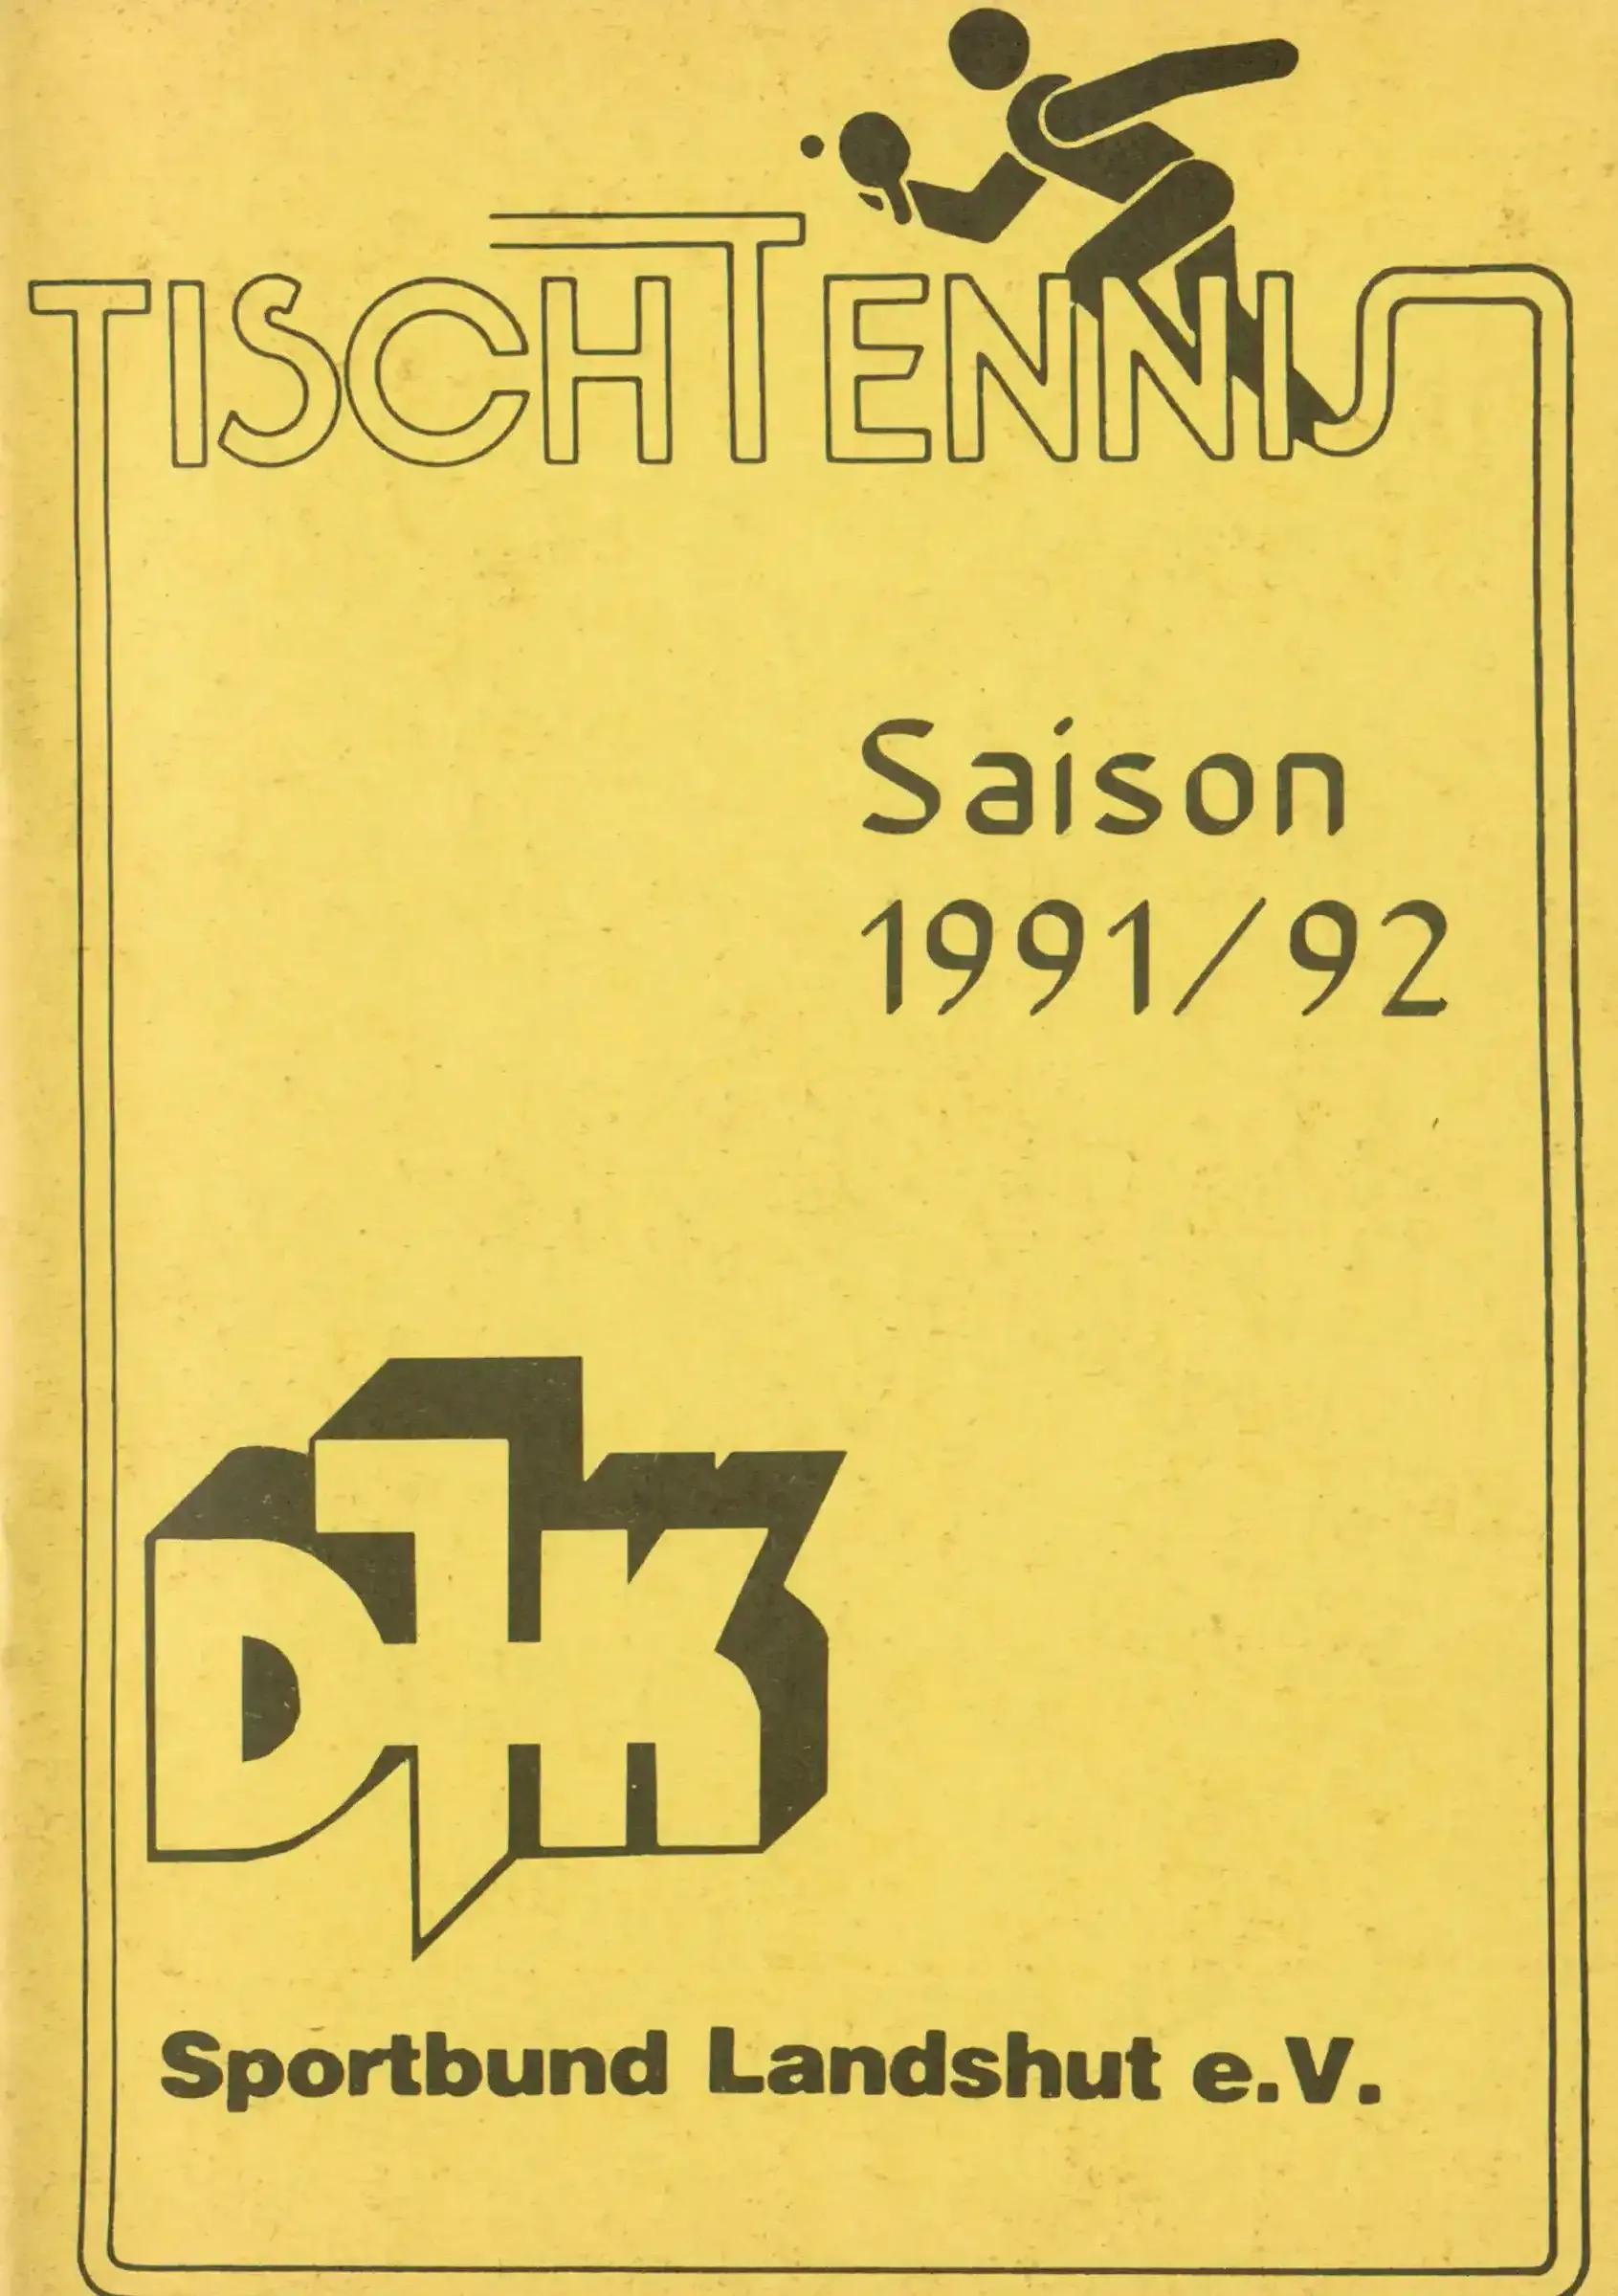 TISCHTENNIS
Saison
1991/92
DJK
Sportbund Landshut e.V.